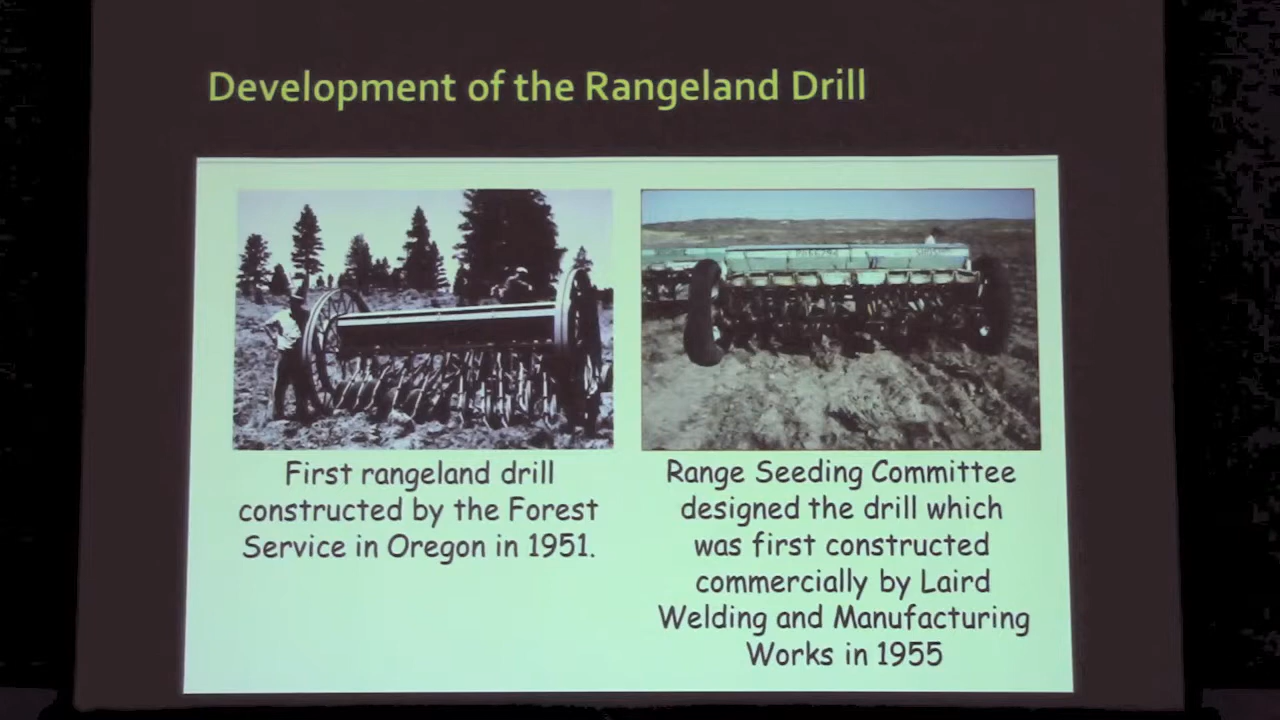 Development of the Rangeland Drill
First rangeland drill
constructed by the Forest
Service in Oregon in 1951.
Range Seeding Committee
designed the drill which
was first constructed
commercially by Laird
Welding and Manufacturing
Works in 1955